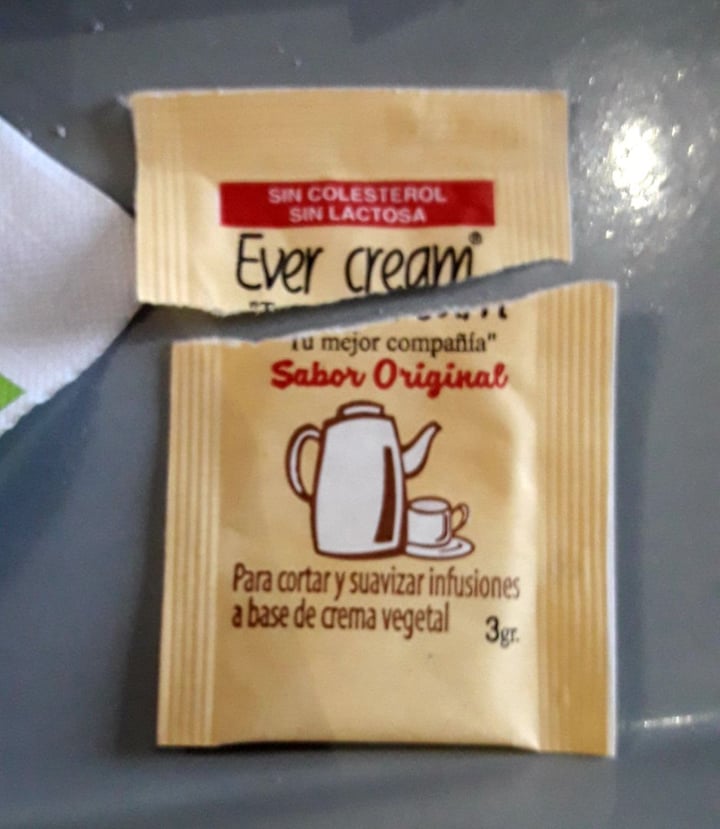 SIN COLESTEROL
SIN LACTOSA
Ever cream®
Tu mejor compañía"
Sabor Original
Para cortar y suavizar infusiones
a base de crema vegetal
3gr.